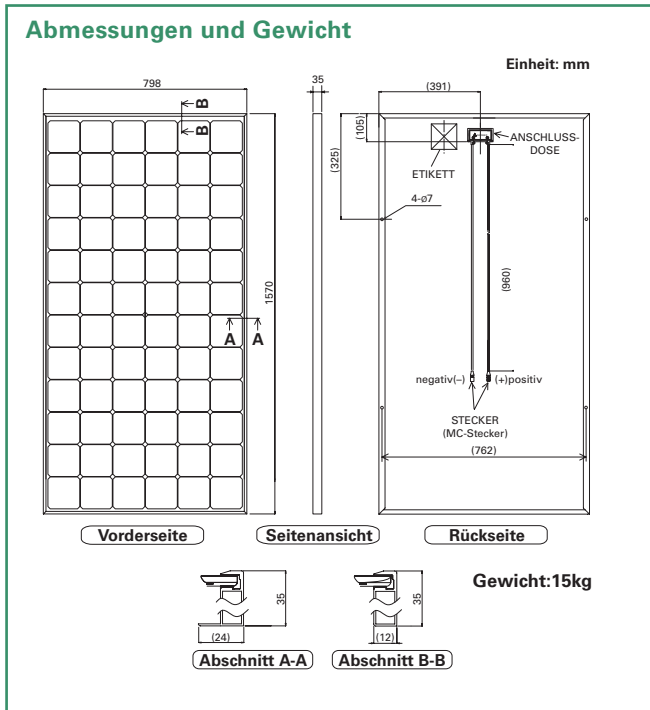 Abmessungen und Gewicht
Einheit: mm
798
35
(391)
B
B
(105)
(325)
ANSCHLUSS-
DOSE
ETIKETT
4-ø7
1570
A A
(960)
negativ(–) (+)positiv
STECKER
(MC-Stecker)
(762)
Vorderseite
Seitenansicht
Rückseite
35
(24)
Abschnitt A-A
35
(12)
Abschnitt B-B
Gewicht:15kg